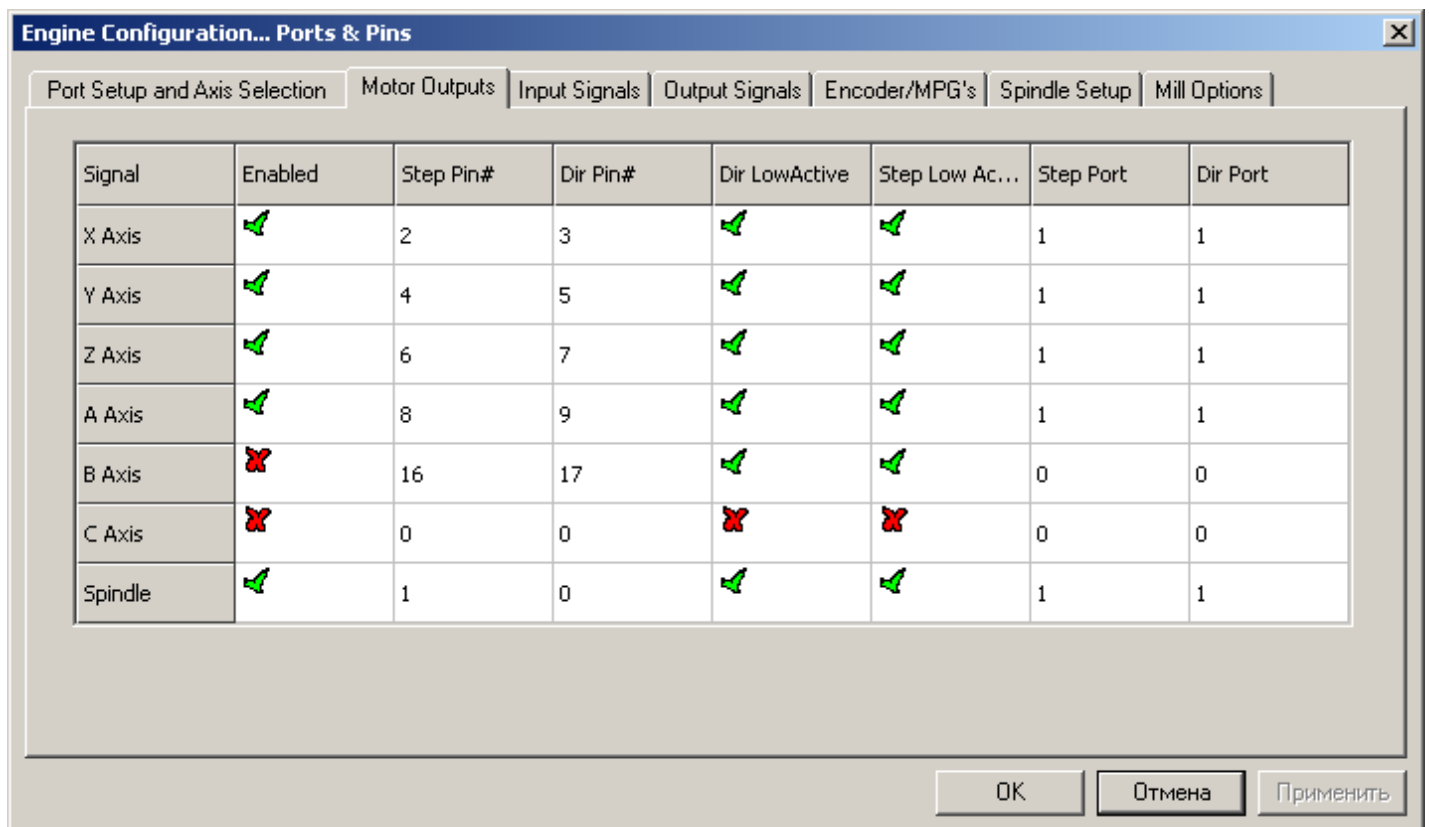 Engine Configuration... Ports & Pins
Port Setup and Axis Selection Motor Outputs Input Signals Output Signals Encoder/MPG's Spindle Setup Mill Options
Signal Enabled Step Pin# Dir Pin# Dir LowActive Step Low Ac... Step Port Dir Port
X Axis 2 3 1 1
Y Axis 4 5 1 1
Z Axis 6 7 1 1
A Axis 8 9 1 1
B Axis 16 17 0 0
C Axis 0 0 0 0
Spindle 1 0 1 1
OK Отмена Применить